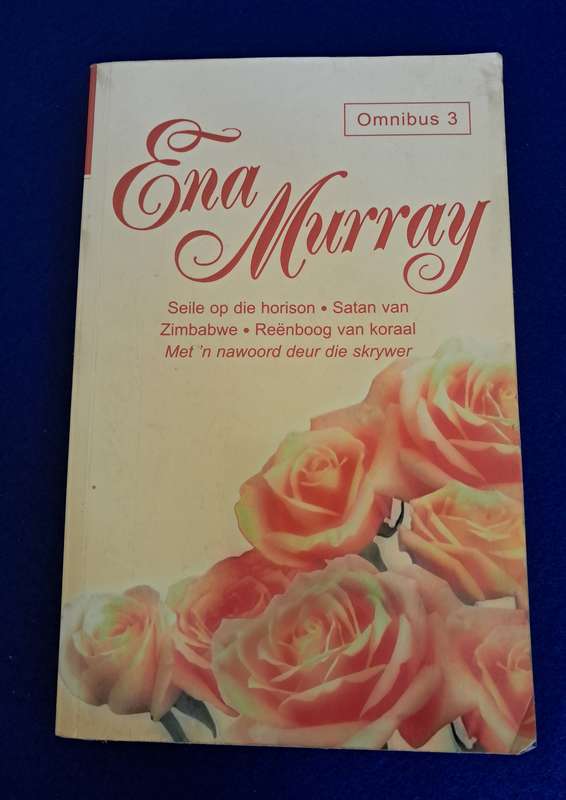 Omnibus 3
Ena
Murray
Seile op die horison • Satan van
Zimbabwe • Reënboog van koraal
Met 'n nawoord deur die skrywer